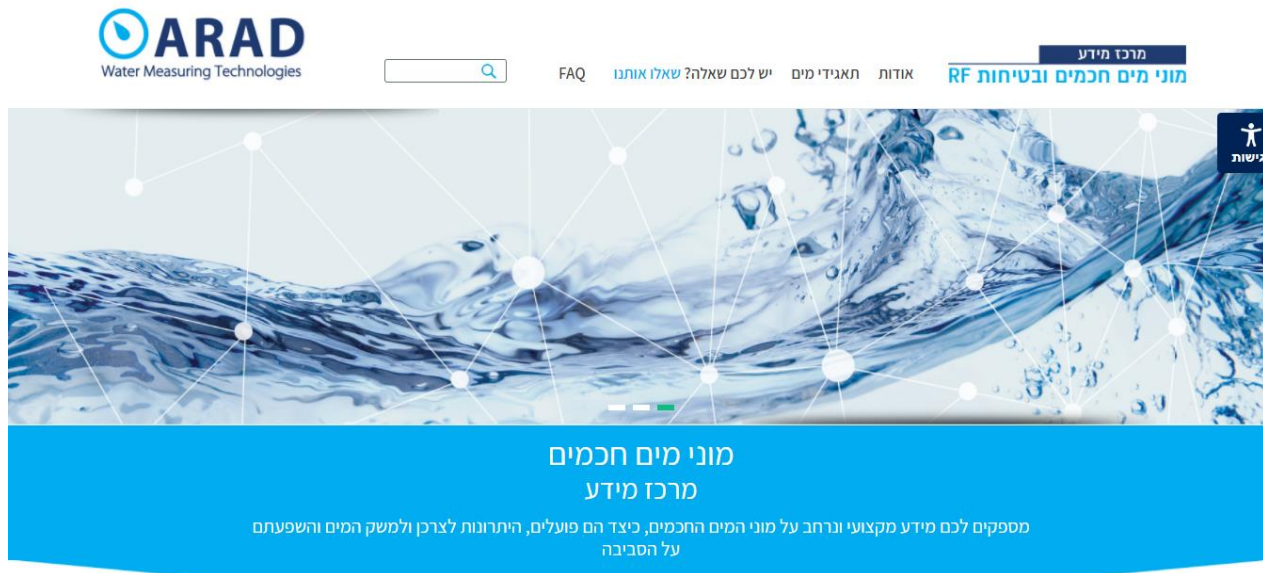 ARAD
Water Measuring Technologies
מרכז מידע
מוני מים חכמים ובטיחות RF
אודות תאגידי מים יש לכם שאלה? שאלו אותנו FAQ
מוני מים חכמים
מרכז מידע
מספקים לכם מידע מקצועי ונרחב על מוני המים החכמים, כיצד הם פועלים, היתרונות לצרכן ולמשק המים והשפעתם
על הסביבה